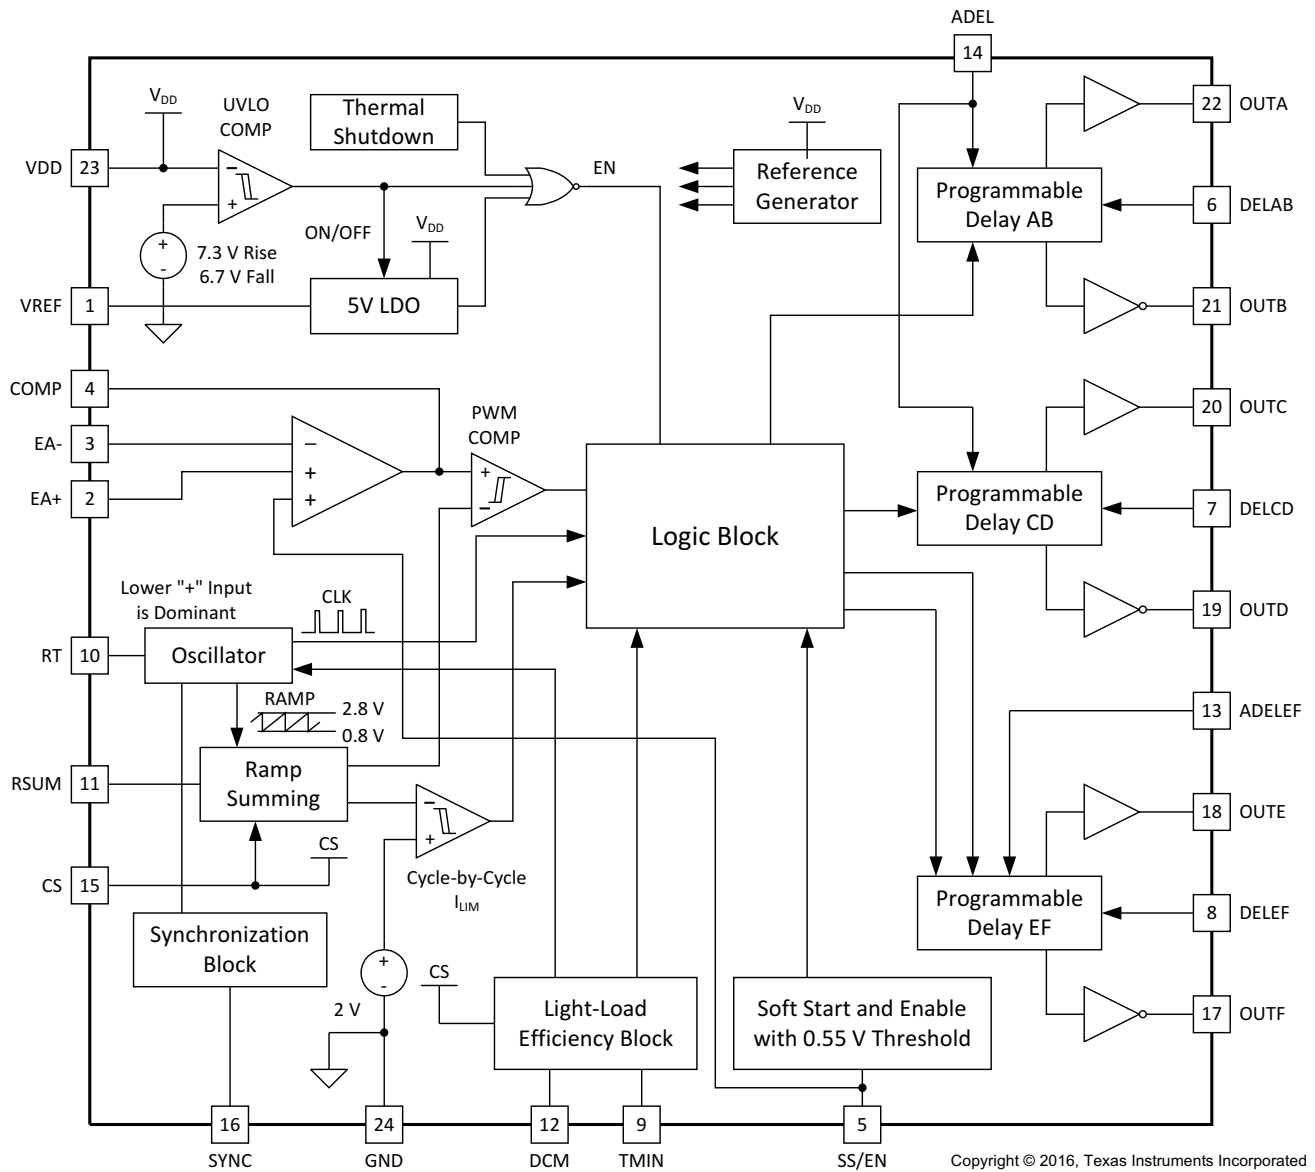 ADEL
14
VDD
UVLO
COMP
Thermal
Shutdown
VDD
22
OUTA
VDD
23
−
+
EN
Reference
Generator
Programmable
Delay AB
6
DELAB
+
-
7.3 V Rise
6.7 V Fall
ON/OFF
VDD
VREF
1
5V LDO
21
OUTB
COMP
4
20
OUTC
EA-
3
EA+
2
−
+
+
PWM
COMP
+
−
Logic Block
Programmable
Delay CD
7
DELCD
Lower "+" Input
is Dominant
CLK
19
OUTD
RT
10
Oscillator
RAMP
2.8 V
0.8 V
13
ADELEF
RSUM
11
Ramp
Summing
−
+
18
OUTE
CS
CS
15
Cycle-by-Cycle
ILIM
Programmable
Delay EF
8
DELEF
Synchronization
Block
+
-
2 V
CS
Light-Load
Efficiency Block
Soft Start and Enable
with 0.55 V Threshold
17
OUTF
16
24
12
9
5
SYNC
GND
DCM
TMIN
SS/EN
Copyright © 2016, Texas Instruments Incorporated